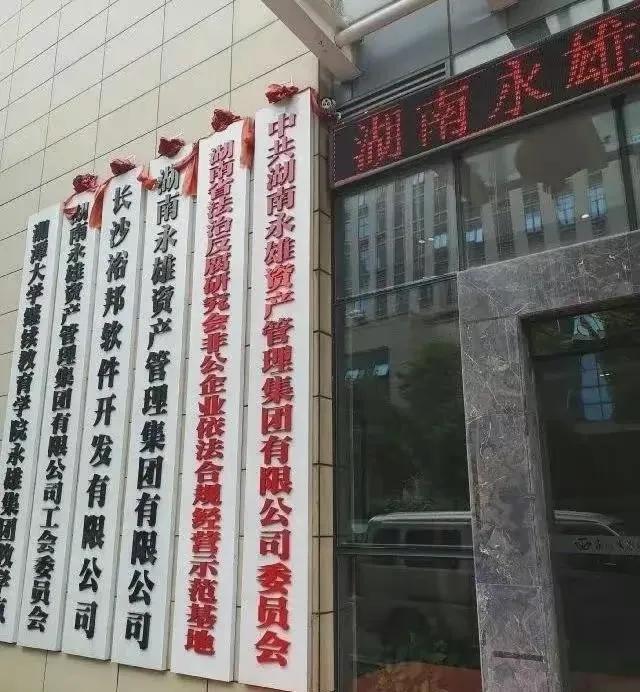 湖南永雄
中共湖南永雄资产管理集团有限公司委员会
湖南省法治反腐研究会非公企业依法合规经营示范基地
湖南永雄资产管理集团有限公司
长沙裕邦软件开发有限公司
湖南永雄资产管理集团有限公司工会委员会
湘潭大学继续教育学院永雄集团教学点